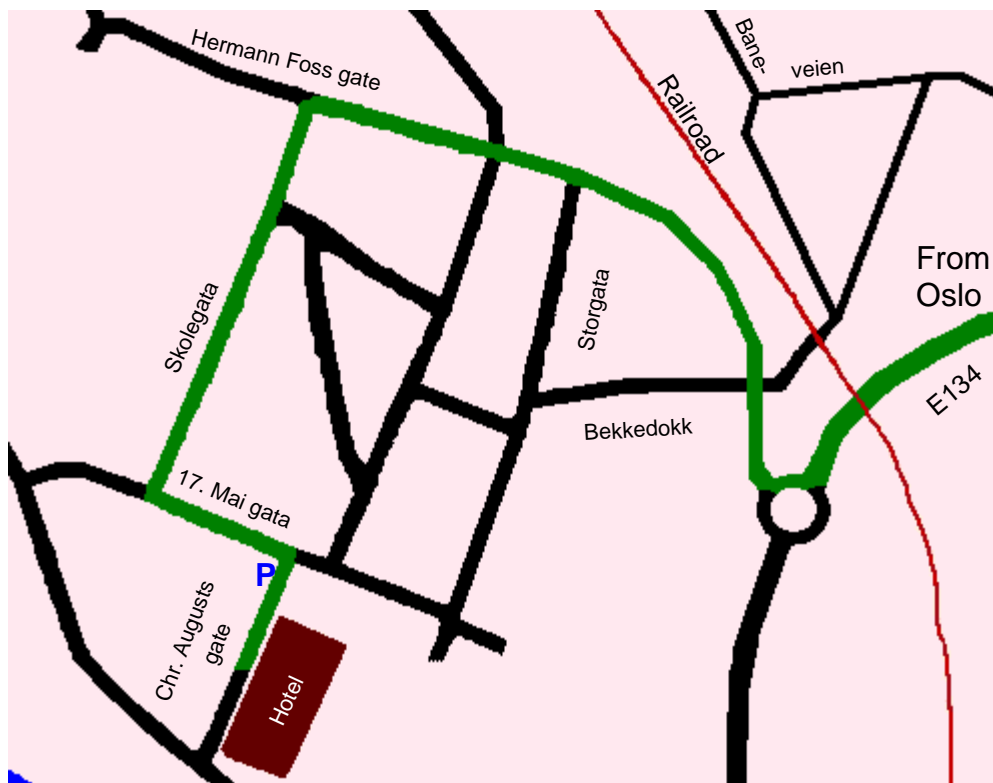 Hermann Foss gate
Bane-
veien
Railroad
From
Oslo
E134
Skolegata
Storgata
Bekkedokk
17. Mai gata
P
Chr. Augusts
gate
Hotel